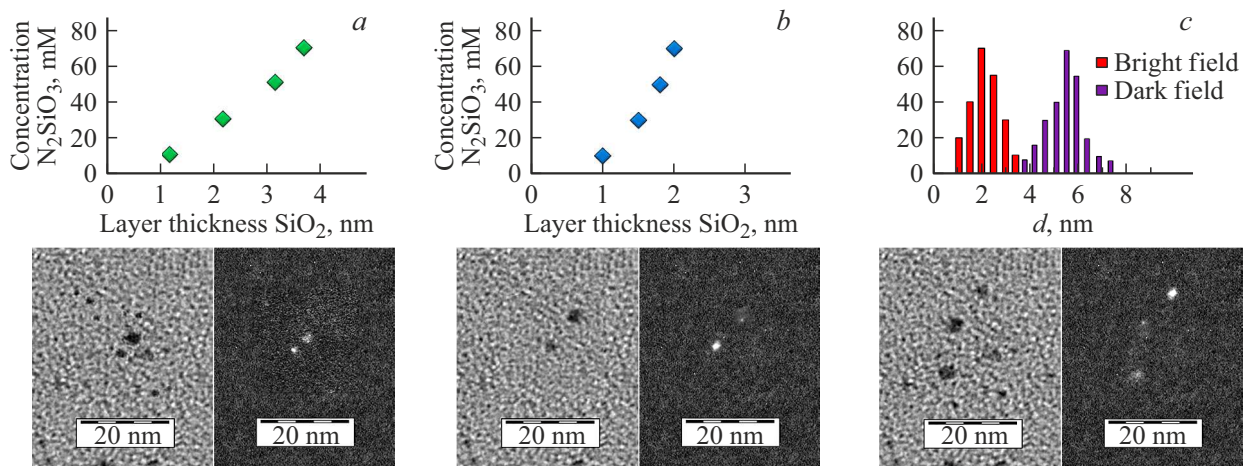 a
Concentration
N₂SiO₃, mM
80
60
40
20
0
0 1 2 3 4
Layer thickness SiO₂, nm
b
Concentration
N₂SiO₃, mM
80
60
40
20
0
0 1 2 3
Layer thickness SiO₂, nm
c
80
60
40
20
0
Bright field
Dark field
0 2 4 6 8
d, nm
20 nm
20 nm
20 nm
20 nm
20 nm
20 nm